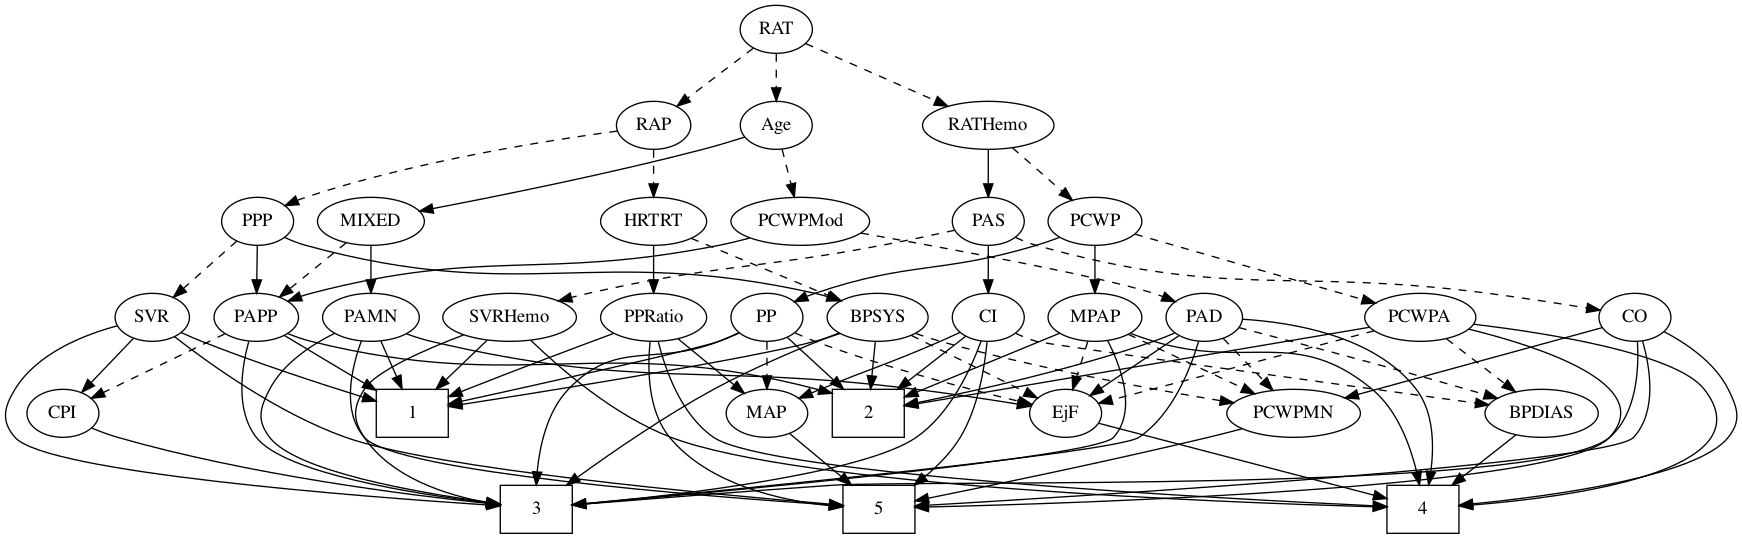 RAT
RAP Age RATHemo
PPP MIXED HRTRT PCWPMod PAS PCWP
SVR PAPP PAMN SVRHemo PPRatio PP BPSYS CI MPAP PAD PCWPA CO
CPI 1 MAP 2 EjF PCWPMN BPDIAS
3 5 4